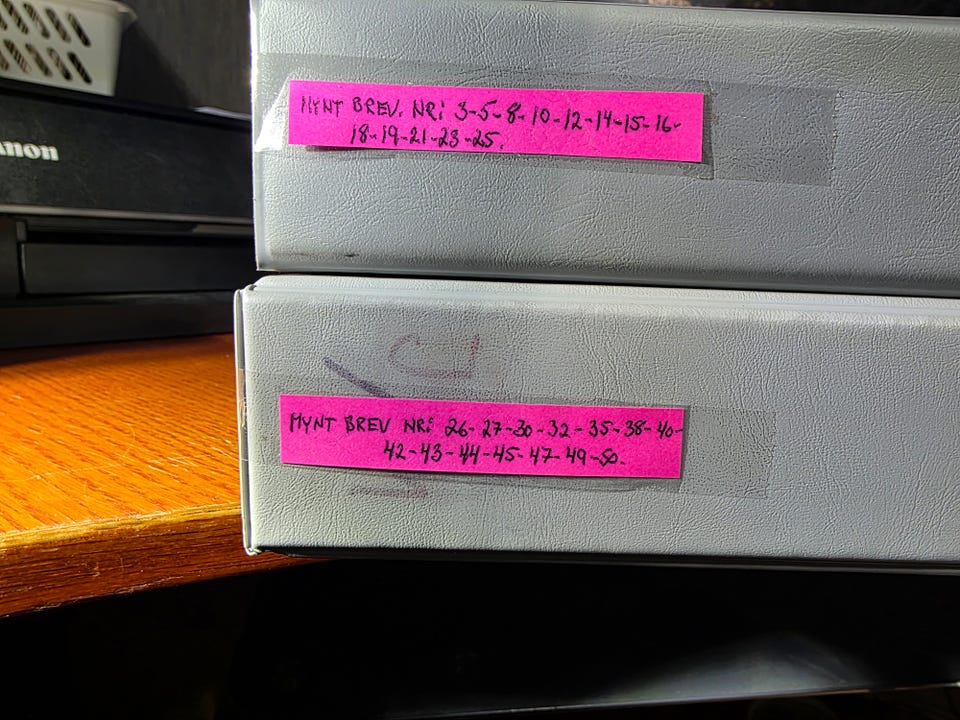 anon
MYNT BREV. NR: 3-5-8-10-12-14-15-16-
18-19-21-23-25.
MYNT BREV NR: 26-27-30-32-35-38-40-
42-43-44-45-47-49-50.